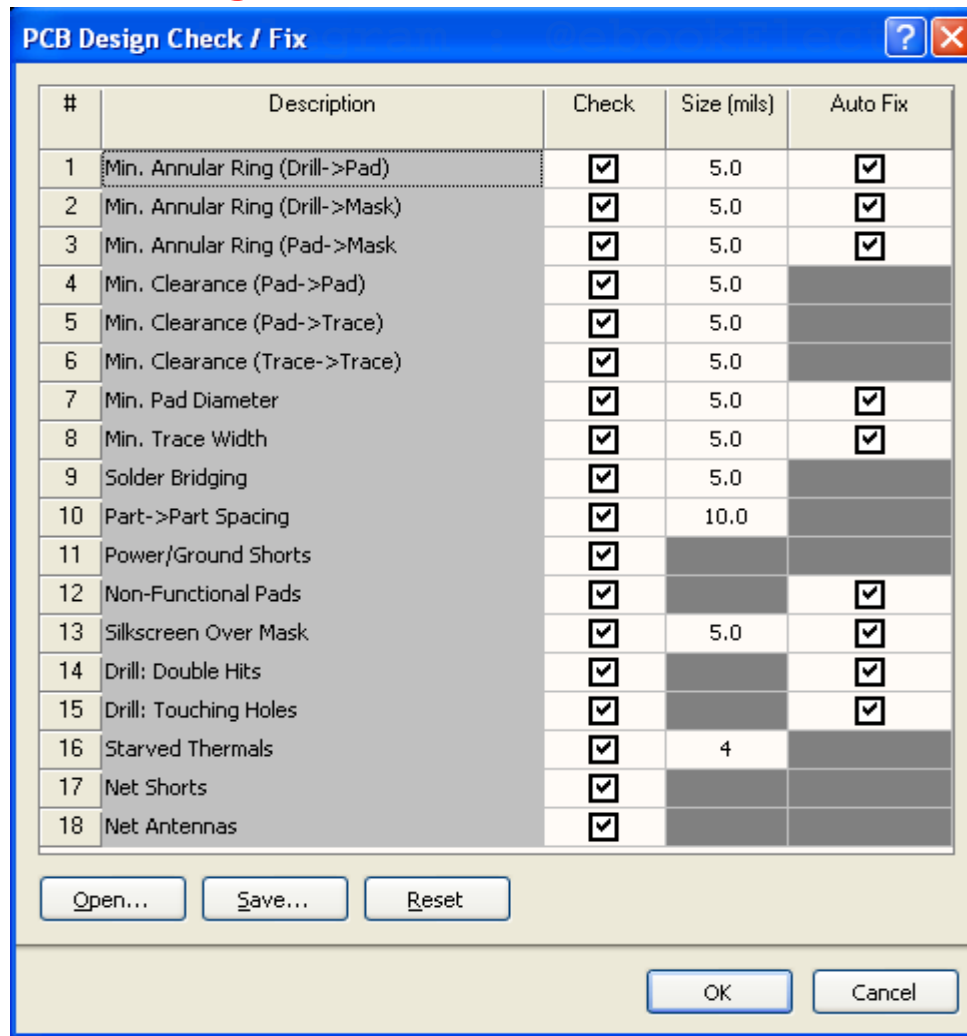 PCB Design Check / Fix
# Description Check Size (mils) Auto Fix
1 Min. Annular Ring (Drill->Pad) 5.0
2 Min. Annular Ring (Drill->Mask) 5.0
3 Min. Annular Ring (Pad->Mask 5.0
4 Min. Clearance (Pad->Pad) 5.0
5 Min. Clearance (Pad->Trace) 5.0
6 Min. Clearance (Trace->Trace) 5.0
7 Min. Pad Diameter 5.0
8 Min. Trace Width 5.0
9 Solder Bridging 5.0
10 Part->Part Spacing 10.0
11 Power/Ground Shorts
12 Non-Functional Pads
13 Silkscreen Over Mask 5.0
14 Drill: Double Hits
15 Drill: Touching Holes
16 Starved Thermals 4
17 Net Shorts
18 Net Antennas
Open... Save... Reset
OK Cancel